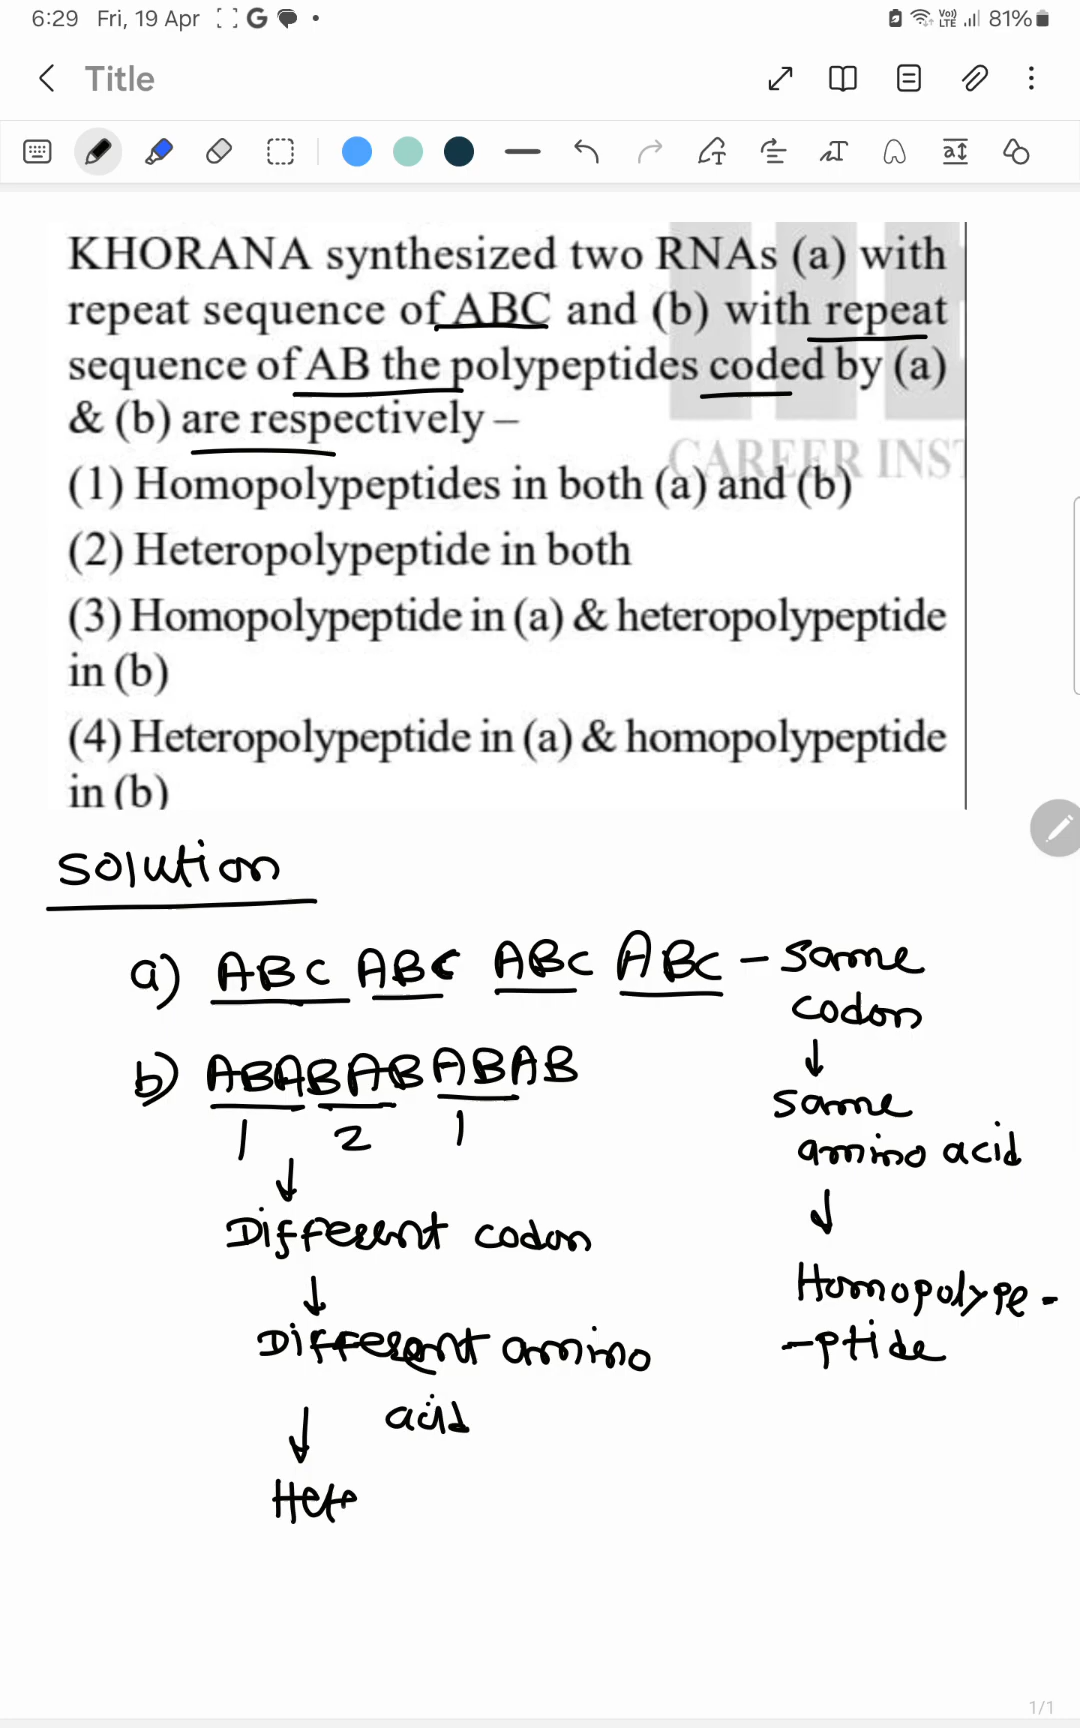 6:29 Fri, 19 Apr G
Vo)) LTE 81%
Title
KHORANA synthesized two RNAs (a) with
repeat sequence of ABC and (b) with repeat
sequence of AB the polypeptides coded by (a)
& (b) are respectively –
(1) Homopolypeptides in both (a) and (b)
CAREER INST
(2) Heteropolypeptide in both
(3) Homopolypeptide in (a) & heteropolypeptide
in (b)
(4) Heteropolypeptide in (a) & homopolypeptide
in (b)
Solution
a) ABC ABC ABC ABC – Same
codon
↓
b) ABABABABAB
1 2 1
Same
amino acid
↓
↓
Different codon
Homopolype-
-ptide
↓
Different amino
acid
↓
Hete
1/1